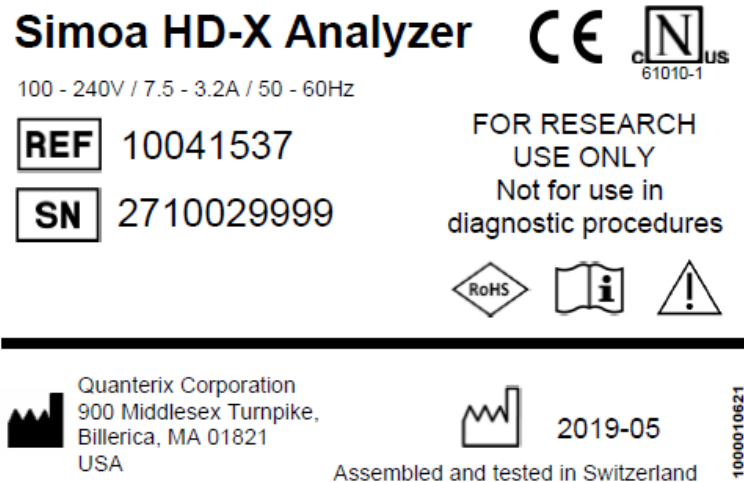 Simoa HD-X Analyzer
CE
c N US
61010-1
100 - 240V / 7.5 - 3.2A / 50 - 60Hz
REF 10041537
SN 2710029999
FOR RESEARCH
USE ONLY
Not for use in
diagnostic procedures
RoHS
i
Quanterix Corporation
900 Middlesex Turnpike,
Billerica, MA 01821
USA
2019-05
Assembled and tested in Switzerland
1000010621